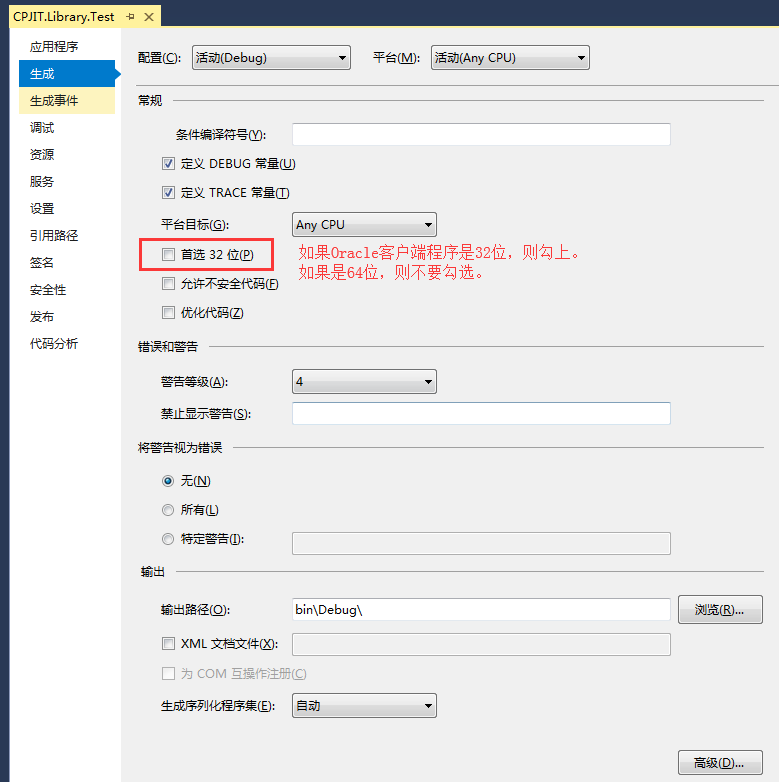 CPJIT.Library.Test
应用程序
生成
生成事件
调试
资源
服务
设置
引用路径
签名
安全性
发布
代码分析
配置(C): 活动(Debug) 平台(M): 活动(Any CPU)
常规
条件编译符号(Y):
定义 DEBUG 常量(U)
定义 TRACE 常量(T)
平台目标(G): Any CPU
首选 32 位(P)
如果Oracle客户端程序是32位，则勾上。
如果是64位，则不要勾选。
允许不安全代码(F)
优化代码(Z)
错误和警告
警告等级(A): 4
禁止显示警告(S):
将警告视为错误
无(N)
所有(L)
特定警告(I):
输出
输出路径(O): bin\Debug\ 浏览(R)...
XML 文档文件(X):
为 COM 互操作注册(C)
生成序列化程序集(E): 自动
高级(D)...